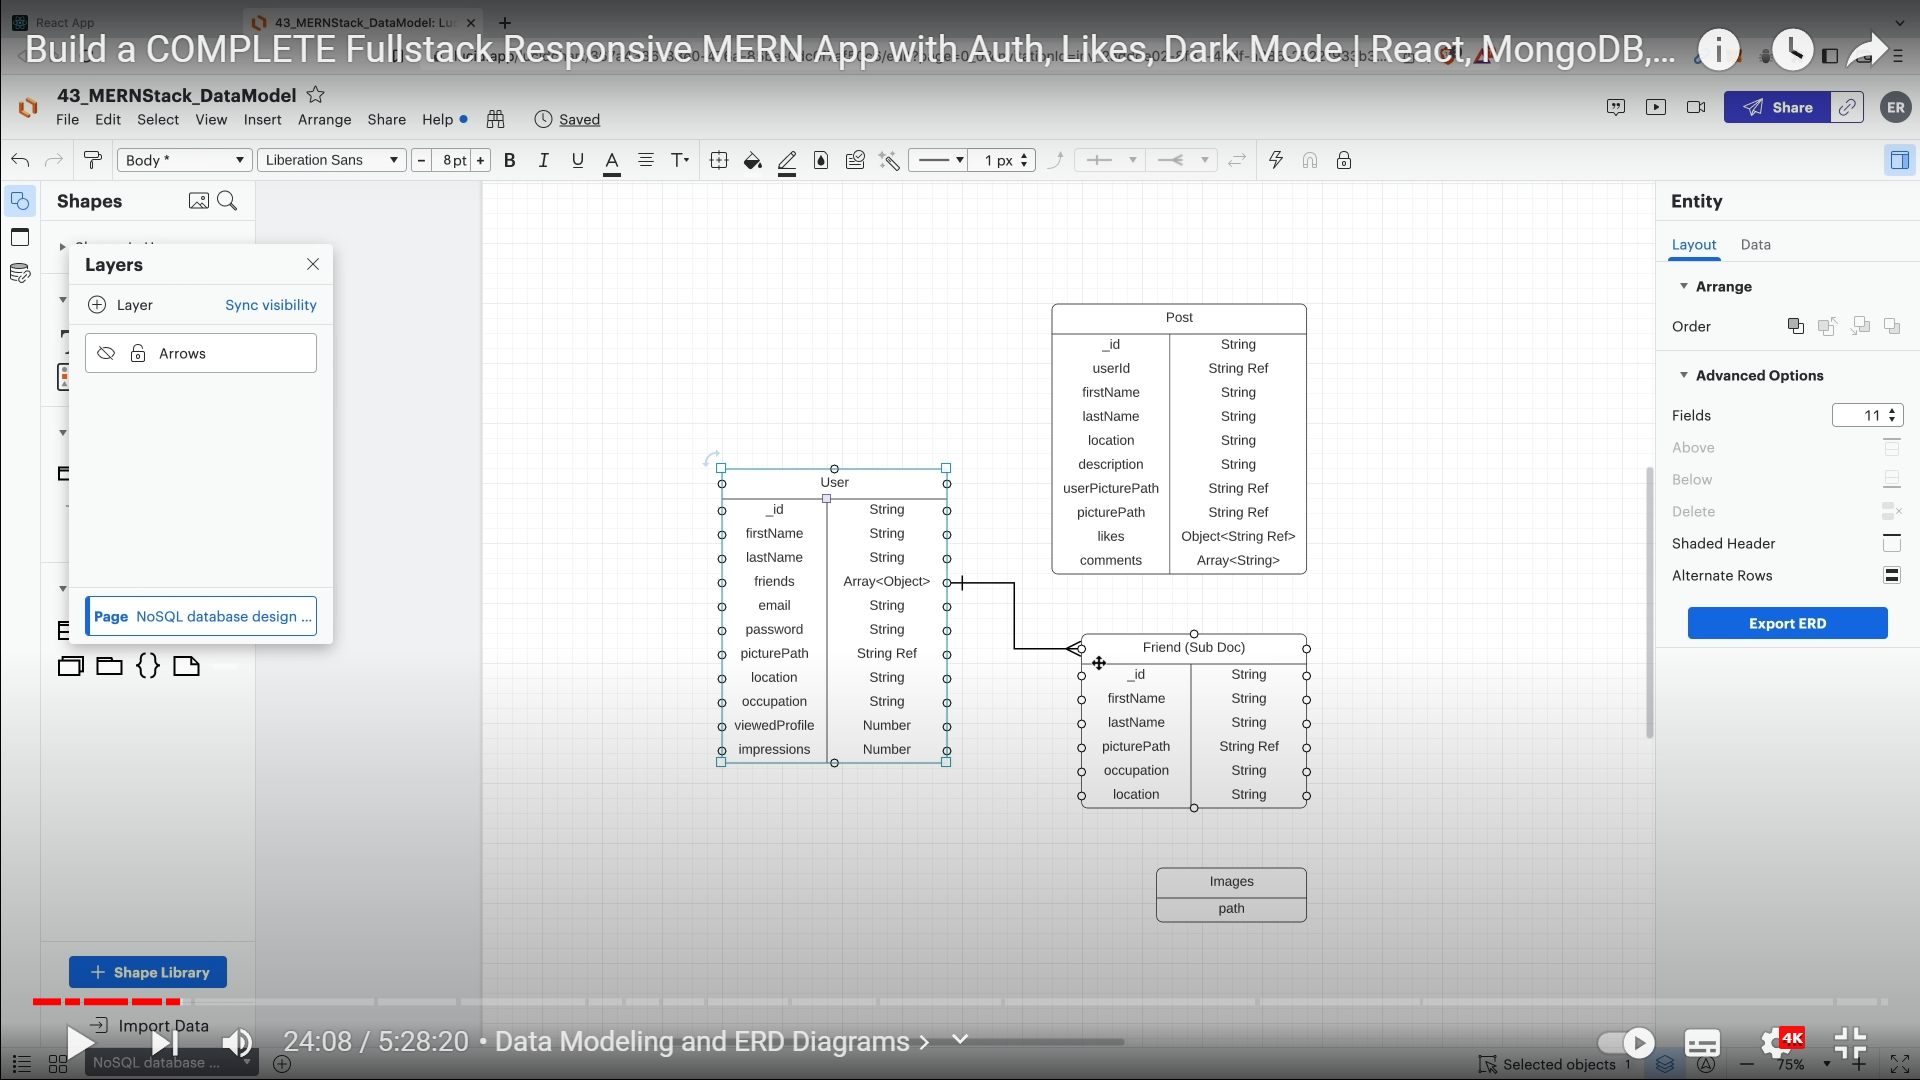 React App
43_MERNStack_DataModel: Lu
Build a COMPLETE Fullstack Responsive MERN App with Auth, Likes, Dark Mode | React, MongoDB,...
43_MERNStack_DataModel
File Edit Select View Insert Arrange Share Help
Saved
Share
ER
Body *
Liberation Sans
- 8 pt +
B I U A T
1 px
Shapes
Layers
Layer
Sync visibility
Arrows
Page NoSQL database design ...
Shape Library
Import Data
Post
_id String
userId String Ref
firstName String
lastName String
location String
description String
userPicturePath String Ref
picturePath String Ref
likes Object<String Ref>
comments Array<String>
User
_id String
firstName String
lastName String
friends Array<Object>
email String
password String
picturePath String Ref
location String
occupation String
viewedProfile Number
impressions Number
Friend (Sub Doc)
_id String
firstName String
lastName String
picturePath String Ref
occupation String
location String
Images
path
Entity
Layout Data
Arrange
Order
Advanced Options
Fields 11
Above
Below
Delete
Shaded Header
Alternate Rows
Export ERD
24:08 / 5:28:20 • Data Modeling and ERD Diagrams
4K
NoSQL database ...
Selected objects 1
75%